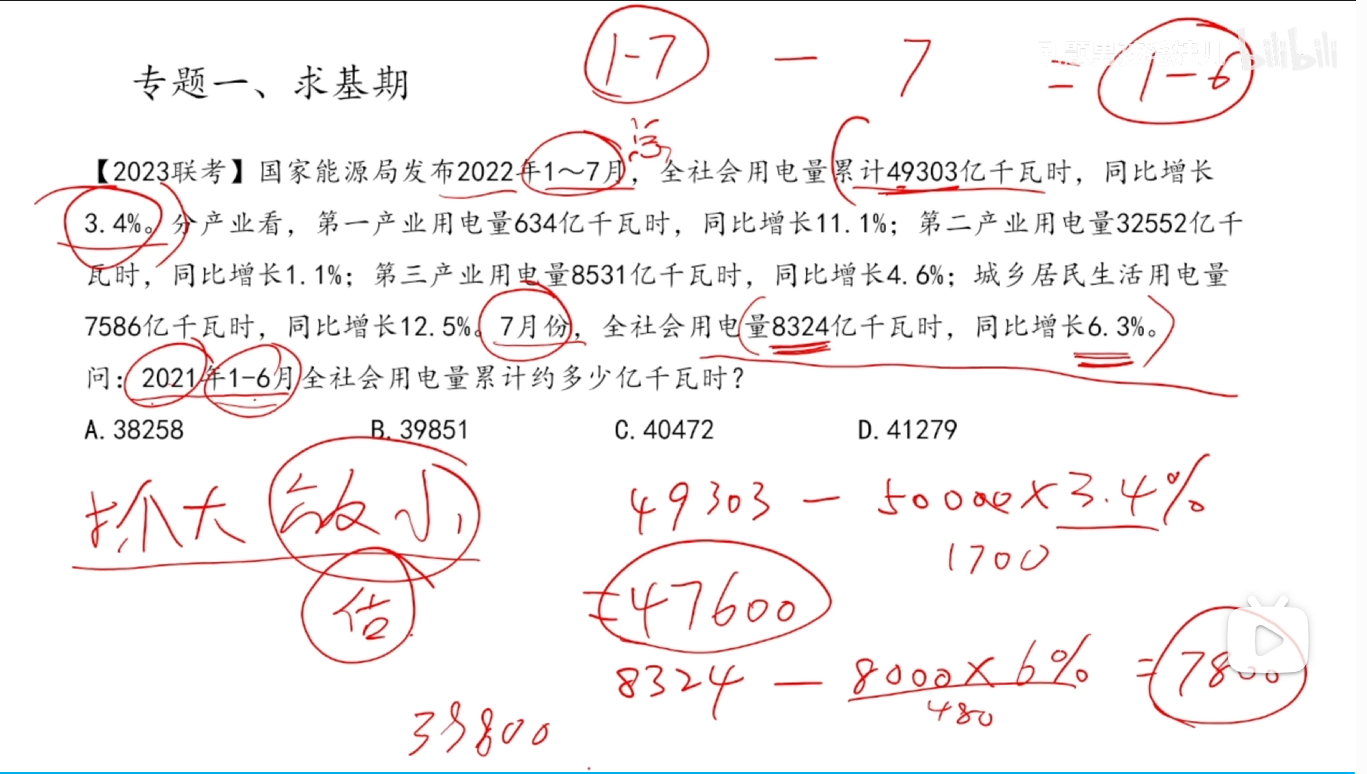 1-7 — 7 = 1-6
bilibili
专题一、求基期
【2023联考】国家能源局发布2022年1～7月，全社会用电量累计49303亿千瓦时，同比增长
3.4%。分产业看，第一产业用电量634亿千瓦时，同比增长11.1%；第二产业用电量32552亿千
瓦时，同比增长1.1%；第三产业用电量8531亿千瓦时，同比增长4.6%；城乡居民生活用电量
7586亿千瓦时，同比增长12.5%。7月份，全社会用电量8324亿千瓦时，同比增长6.3%。
问：2021年1-6月全社会用电量累计约多少亿千瓦时？
A.38258 B.39851 C.40472 D.41279
抓大放小 49303 — 50000×3.4%
1700
估 =47600
8324 — 8000×6% =7800
480
39800